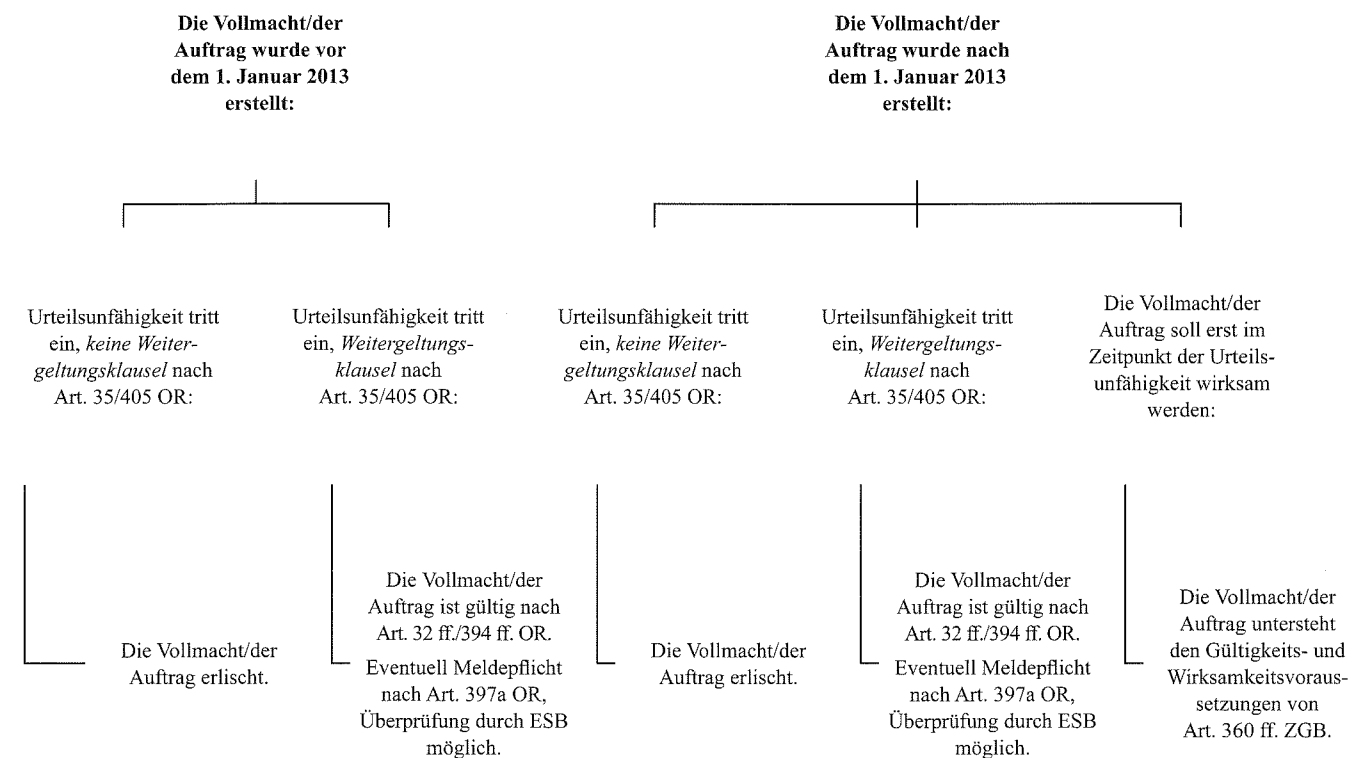 Die Vollmacht/der
Auftrag wurde vor
dem 1. Januar 2013
erstellt:
Die Vollmacht/der
Auftrag wurde nach
dem 1. Januar 2013
erstellt:
Urteilsunfähigkeit tritt
ein, keine Weiter-
geltungsklausel nach
Art. 35/405 OR:
Urteilsunfähigkeit tritt
ein, Weitergeltungs-
klausel nach
Art. 35/405 OR:
Urteilsunfähigkeit tritt
ein, keine Weiter-
geltungsklausel nach
Art. 35/405 OR:
Urteilsunfähigkeit tritt
ein, Weitergeltungs-
klausel nach
Art. 35/405 OR:
Die Vollmacht/der
Auftrag soll erst im
Zeitpunkt der Urteils-
unfähigkeit wirksam
werden:
Die Vollmacht/der
Auftrag erlischt.
Die Vollmacht/der
Auftrag ist gültig nach
Art. 32 ff./394 ff. OR.
Eventuell Meldepflicht
nach Art. 397a OR,
Überprüfung durch ESB
möglich.
Die Vollmacht/der
Auftrag erlischt.
Die Vollmacht/der
Auftrag ist gültig nach
Art. 32 ff./394 ff. OR.
Eventuell Meldepflicht
nach Art. 397a OR,
Überprüfung durch ESB
möglich.
Die Vollmacht/der
Auftrag untersteht
den Gültigkeits- und
Wirksamkeitsvoraus-
setzungen von
Art. 360 ff. ZGB.